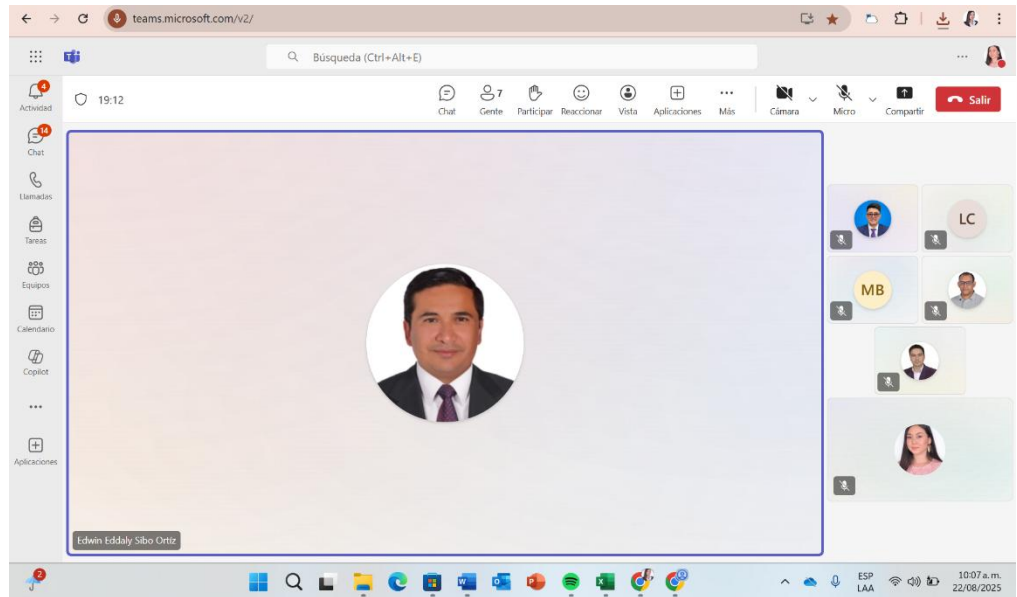 teams.microsoft.com/v2/
Búsqueda (Ctrl+Alt+E)
4
Actividad
19:12
Chat
7
Gente
Participar
Reaccionar
Vista
Aplicaciones
Más
Cámara
Micro
Compartir
Salir
14
Chat
Llamadas
Tareas
Equipos
Calendario
Copilot
Aplicaciones
LC
MB
Edwin Eddaly Sibo Ortiz
2
ESP
LAA
10:07 a. m.
22/08/2025